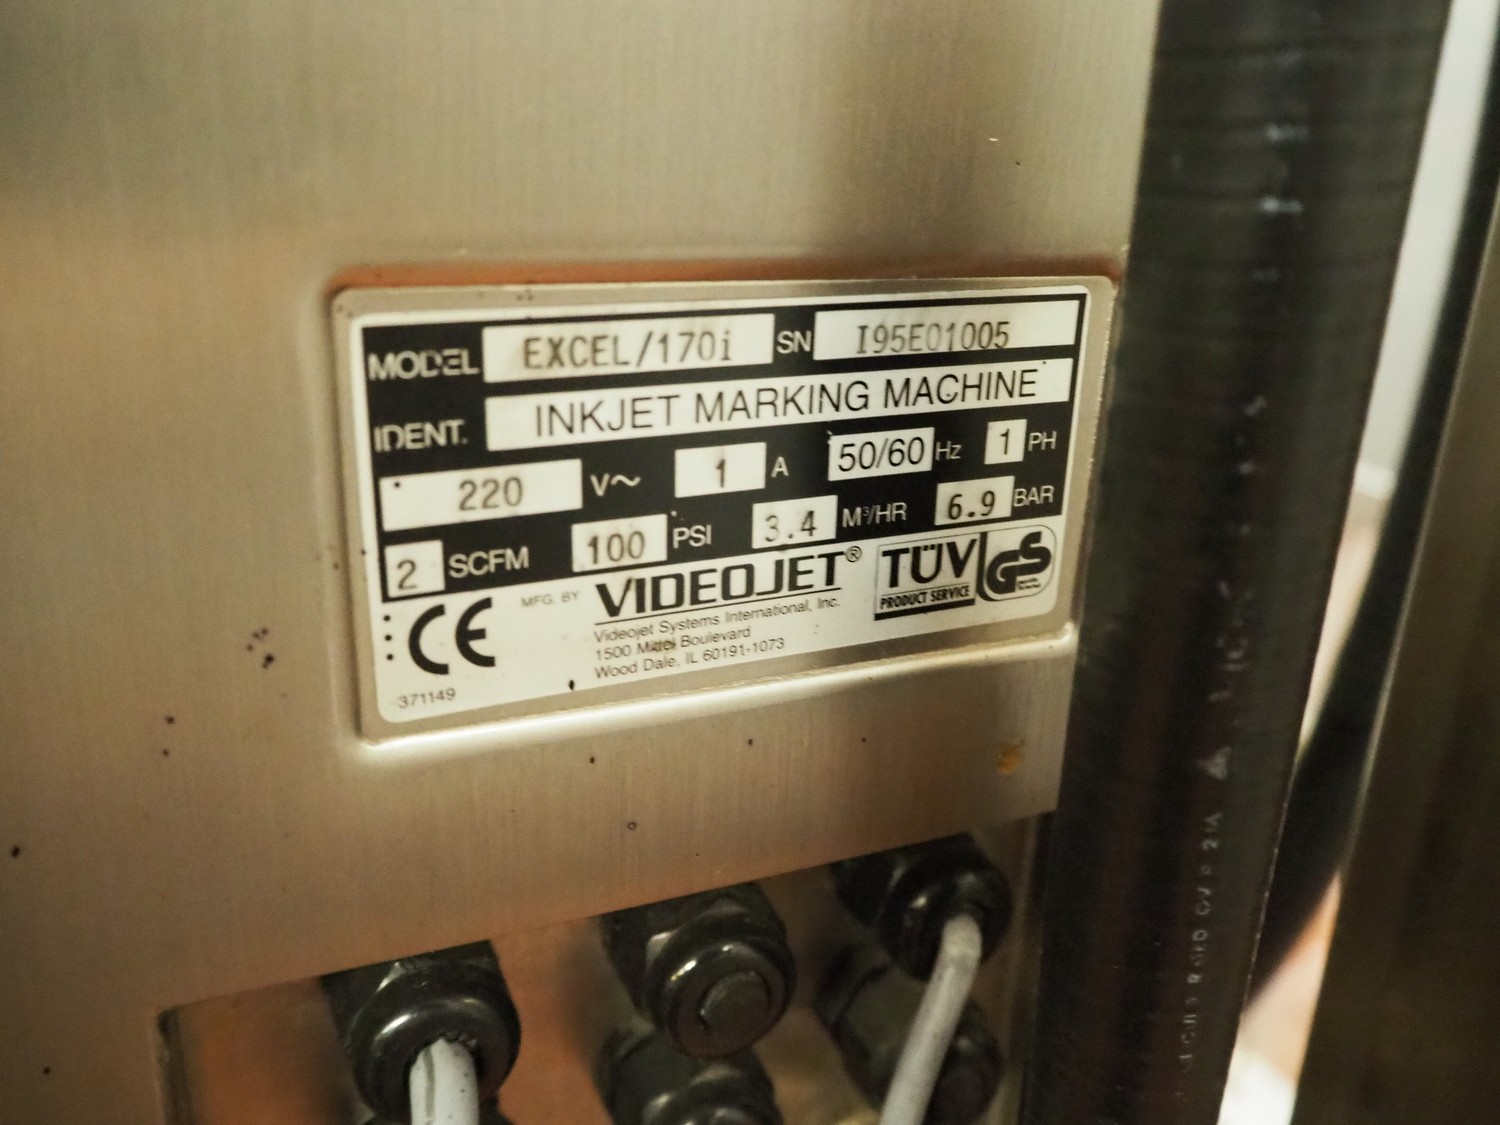 MODEL EXCEL/170i SN I95E01005
IDENT. INKJET MARKING MACHINE
220 V~ 1 A 50/60 Hz 1 PH
2 SCFM 100 PSI 3.4 M³/HR 6.9 BAR
CE MFG. BY VIDEOJET® TÜV GS
PRODUCT SERVICE
Videojet Systems International, Inc.
1500 Mittel Boulevard
Wood Dale, IL 60191-1073
371149